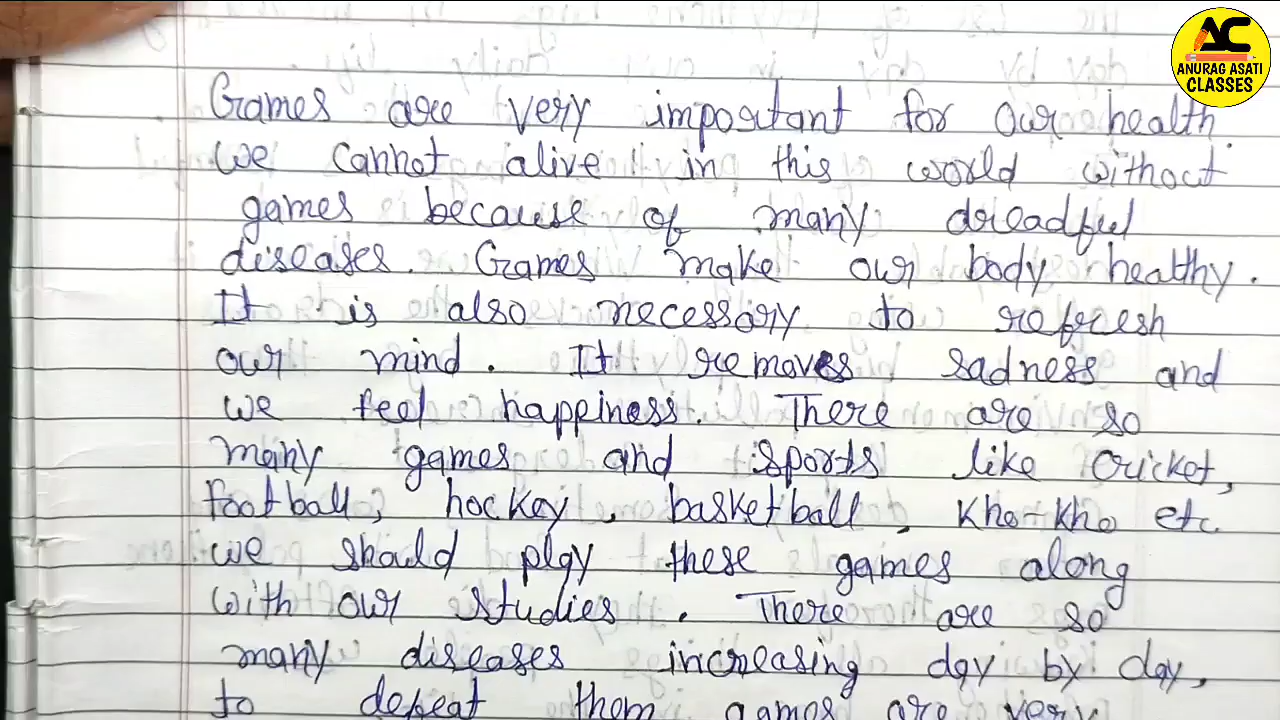 AC
ANURAG ASATI
CLASSES
Games are very important for our health.
we cannot alive in this world without
games because of many dreadful
diseases. Games make our body healthy.
It is also necessary to refresh
our mind. It removes sadness and
we feel happiness. There are so
many games and sports like cricket,
football, hockey, basketball, Kho-kho etc.
we should play these games along
with our studies. There are so
many diseases increasing day by day,
to defeat them games are very